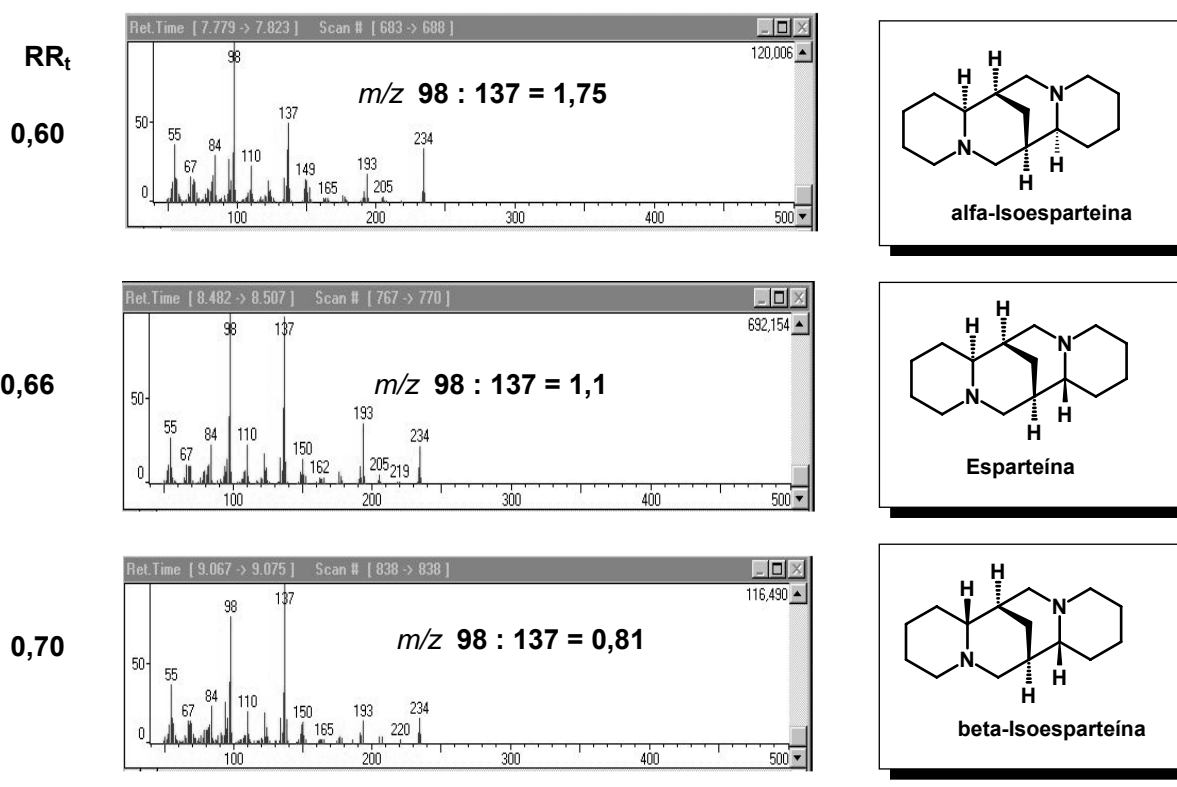 RRt
Ret.Time [ 7.779 -> 7.823 ] Scan # [ 683 -> 688 ]
120,006
98
m/z 98 : 137 = 1,75
0,60
50
137
55
84
67
110
149
165
193
205
234
0
100
200
300
400
500
H
H
N
N
H
H
alfa-Isoesparteina
Ret.Time [ 8.482 -> 8.507 ] Scan # [ 767 -> 770 ]
692,154
98
137
m/z 98 : 137 = 1,1
0,66
50
55
84
67
110
150
162
193
205
219
234
0
100
200
300
400
500
H
H
N
N
H
H
Esparteína
Ret.Time [ 9.067 -> 9.075 ] Scan # [ 838 -> 838 ]
116,490
98
137
m/z 98 : 137 = 0,81
0,70
50
55
84
67
110
150
165
193
220
234
0
100
200
300
400
500
H
H
N
N
H
H
beta-Isoesparteína